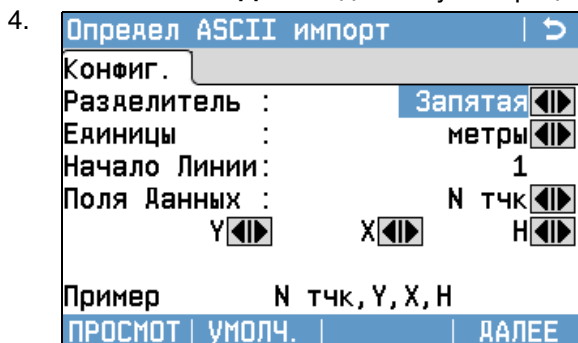 4.
Определ ASCII импорт
Конфиг.
Разделитель : Запятая
Единицы : метры
Начало Линии: 1
Поля Данных : N тчк
Y X H
Пример N тчк,Y,X,H
ПРОСМОТ | УМОЛЧ. | | ДАЛЕЕ